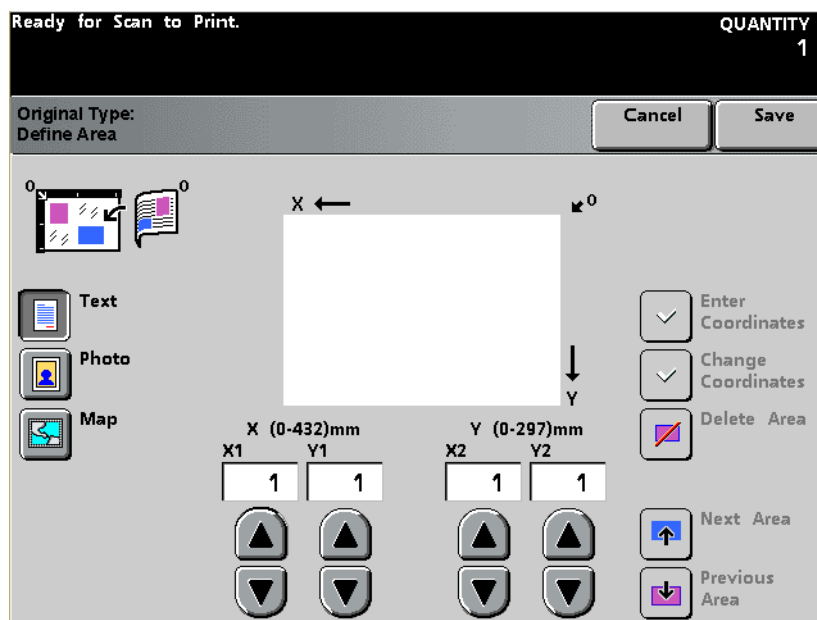 Ready for Scan to Print.
QUANTITY
1
Original Type:
Define Area
Cancel
Save
0
0
X
0
Y
Text
Photo
Map
Enter
Coordinates
Change
Coordinates
Delete Area
X (0-432)mm
Y (0-297)mm
X1
Y1
X2
Y2
1
1
1
1
Next Area
Previous
Area